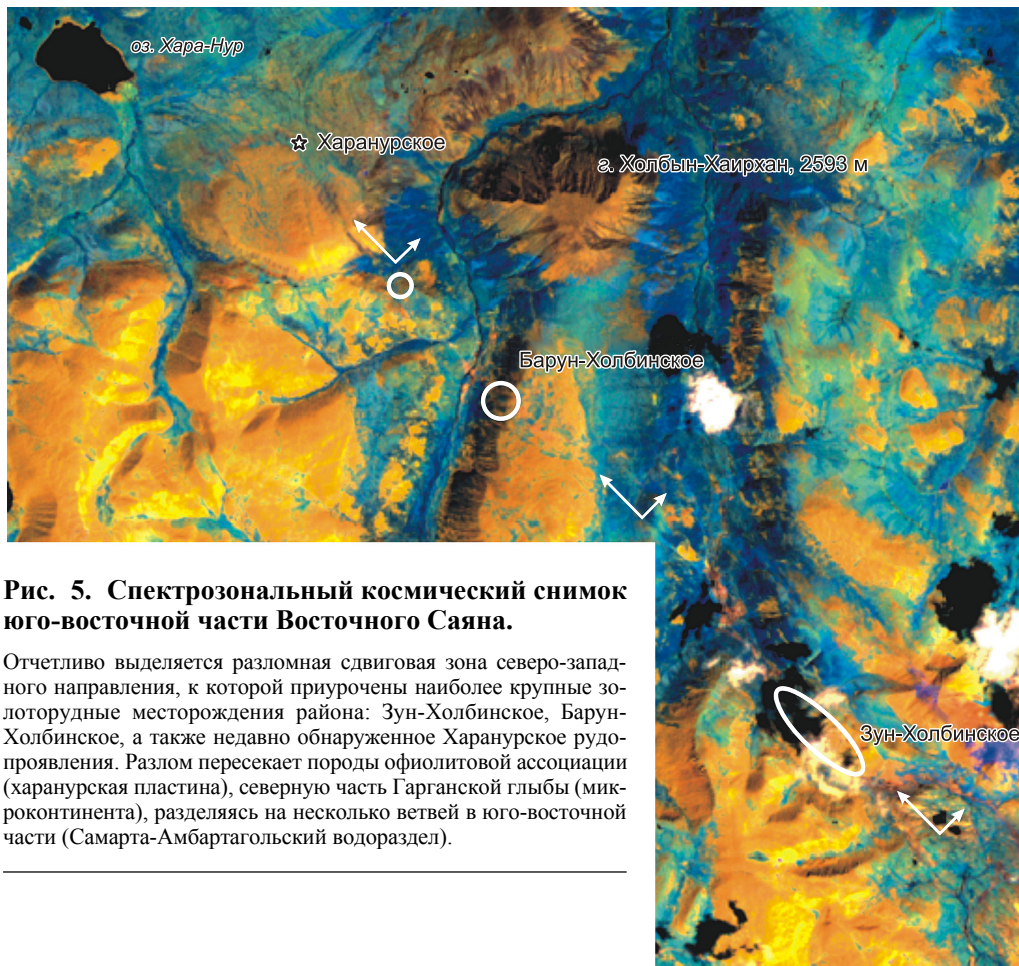 оз. Хара-Нур
Харанурское
г. Холбын-Хаирхан, 2593 м
Барун-Холбинское
Зун-Холбинское
Рис. 5. Спектрозональный космический снимок
юго-восточной части Восточного Саяна.
Отчетливо выделяется разломная сдвиговая зона северо-запад-
ного направления, к которой приурочены наиболее крупные зо-
лоторудные месторождения района: Зун-Холбинское, Барун-
Холбинское, а также недавно обнаруженное Харанурское рудо-
проявления. Разлом пересекает породы офиолитовой ассоциации
(харанурская пластина), северную часть Гарганской глыбы (мик-
роконтинента), разделяясь на несколько ветвей в юго-восточной
части (Самарта-Амбартагольский водораздел).